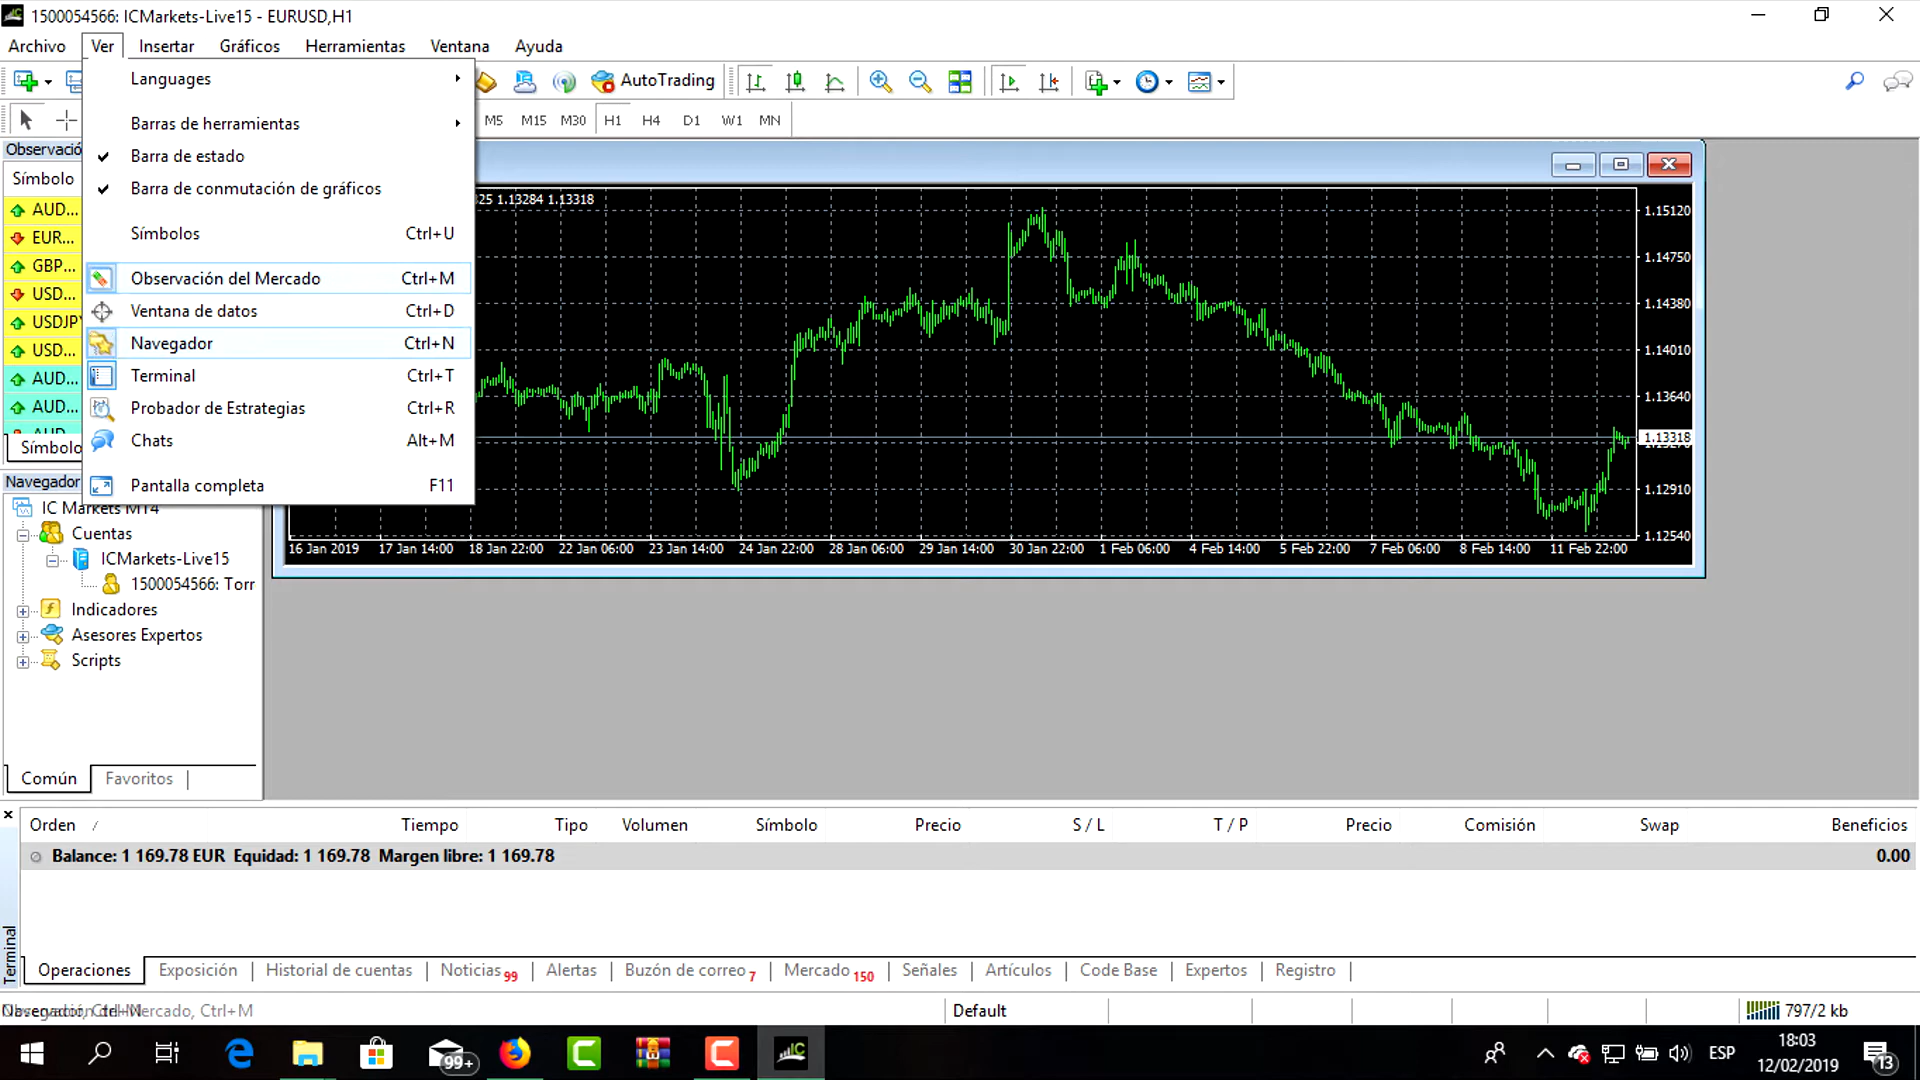 1500054566: ICMarkets-Live15 - EURUSD,H1
Archivo Ver Insertar Gráficos Herramientas Ventana Ayuda
AutoTrading
M5 M15 M30 H1 H4 D1 W1 MN
Languages
Barras de herramientas
Barra de estado
Barra de conmutación de gráficos
Símbolos Ctrl+U
Observación del Mercado Ctrl+M
Ventana de datos Ctrl+D
Navegador Ctrl+N
Terminal Ctrl+T
Probador de Estrategias Ctrl+R
Chats Alt+M
Pantalla completa F11
Observació
Símbolo
AUD...
EUR...
GBP...
USD...
USDJPY
USD...
AUD...
AUD...
Símbolo
Navegador
IC Markets MT4
Cuentas
ICMarkets-Live15
1500054566: Torr
Indicadores
Asesores Expertos
Scripts
Común Favoritos
325 1.13284 1.13318
1.15120
1.14750
1.14380
1.14010
1.13640
1.13318
1.12910
1.12540
16 Jan 2019 17 Jan 14:00 18 Jan 22:00 22 Jan 06:00 23 Jan 14:00 24 Jan 22:00 28 Jan 06:00 29 Jan 14:00 30 Jan 22:00 1 Feb 06:00 4 Feb 14:00 5 Feb 22:00 7 Feb 06:00 8 Feb 14:00 11 Feb 22:00
Orden / Tiempo Tipo Volumen Símbolo Precio S / L T / P Precio Comisión Swap Beneficios
Balance: 1 169.78 EUR Equidad: 1 169.78 Margen libre: 1 169.78 0.00
Terminal
Operaciones Exposición Historial de cuentas Noticias 99 Alertas Buzón de correo 7 Mercado 150 Señales Artículos Code Base Expertos Registro
Mercado, Ctrl+M Default 797/2 kb
99+ ESP 18:03
12/02/2019 13